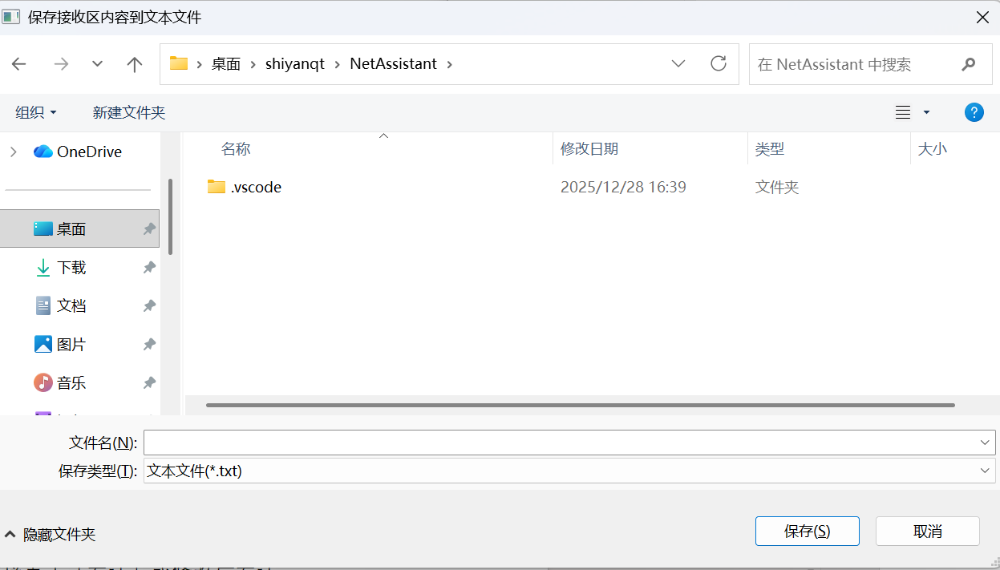 保存接收区内容到文本文件
桌面 shiyanqt NetAssistant
在 NetAssistant 中搜索
组织 新建文件夹
OneDrive
名称 修改日期 类型 大小
.vscode 2025/12/28 16:39 文件夹
桌面
下载
文档
图片
音乐
文件名(N):
保存类型(T): 文本文件(*.txt)
隐藏文件夹
保存(S) 取消